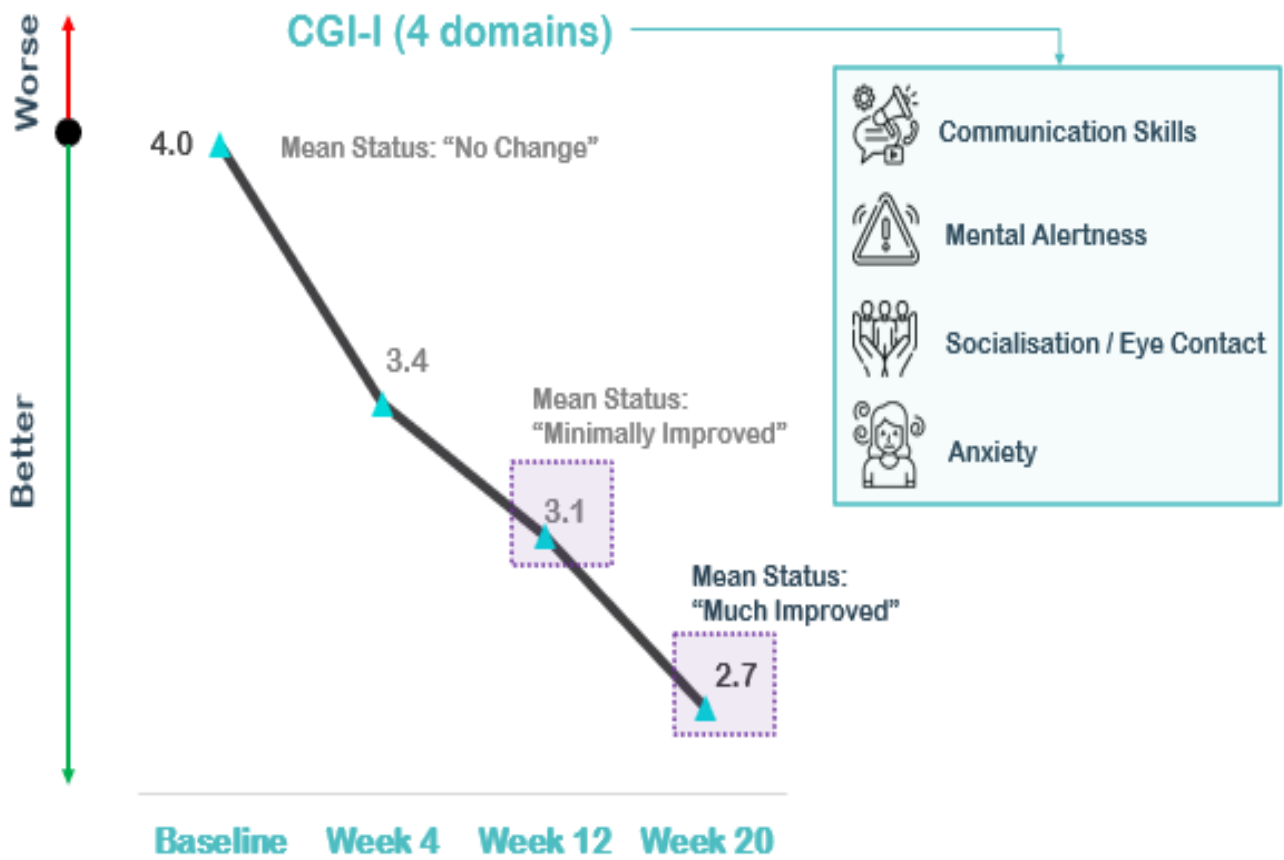 CGI-I (4 domains)
Worse
Better
4.0
Mean Status: “No Change”
3.4
Mean Status:
“Minimally Improved”
3.1
Mean Status:
“Much Improved”
2.7
Baseline
Week 4
Week 12
Week 20
Communication Skills
Mental Alertness
Socialisation / Eye Contact
Anxiety